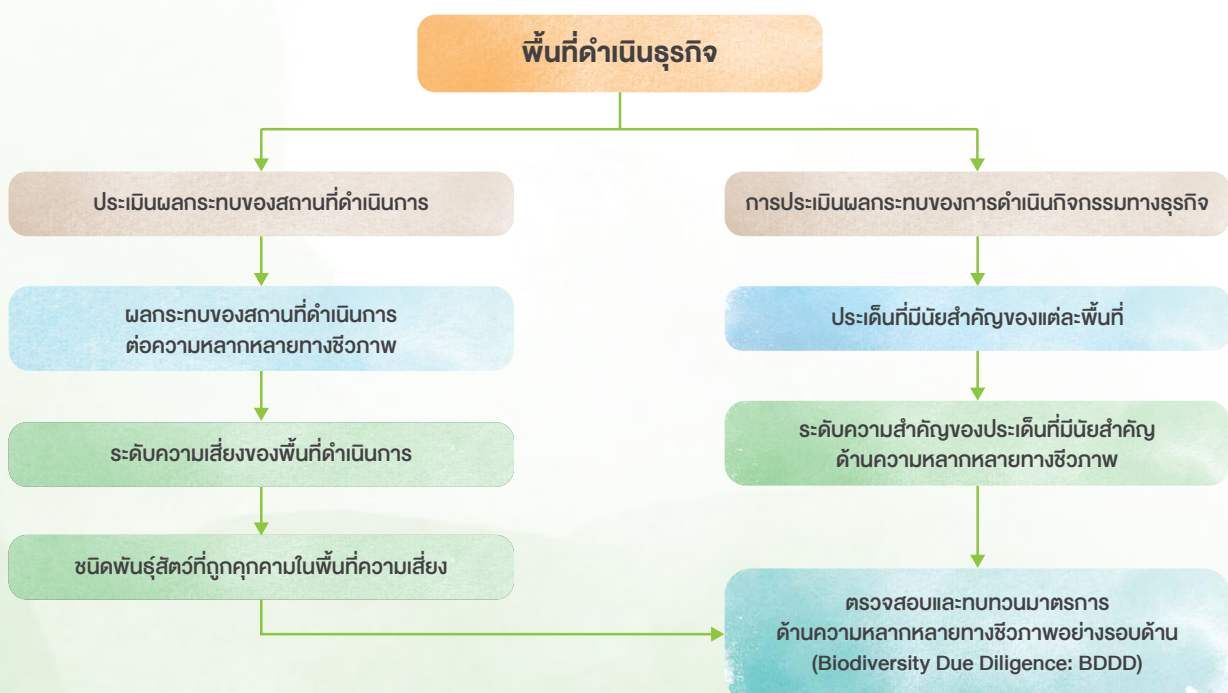 พื้นที่ดำเนินธุรกิจ
ประเมินผลกระทบของสถานที่ดำเนินการ
ผลกระทบของสถานที่ดำเนินการ
ต่อความหลากหลายทางชีวภาพ
ระดับความเสี่ยงของพื้นที่ดำเนินการ
ชนิดพันธุ์สัตว์ที่ถูกคุกคามในพื้นที่ความเสี่ยง
การประเมินผลกระทบของการดำเนินกิจกรรมทางธุรกิจ
ประเด็นที่มีนัยสำคัญของแต่ละพื้นที่
ระดับความสำคัญของประเด็นที่มีนัยสำคัญ
ด้านความหลากหลายทางชีวภาพ
ตรวจสอบและทบทวนมาตรการ
ด้านความหลากหลายทางชีวภาพอย่างรอบด้าน
(Biodiversity Due Diligence: BDDD)